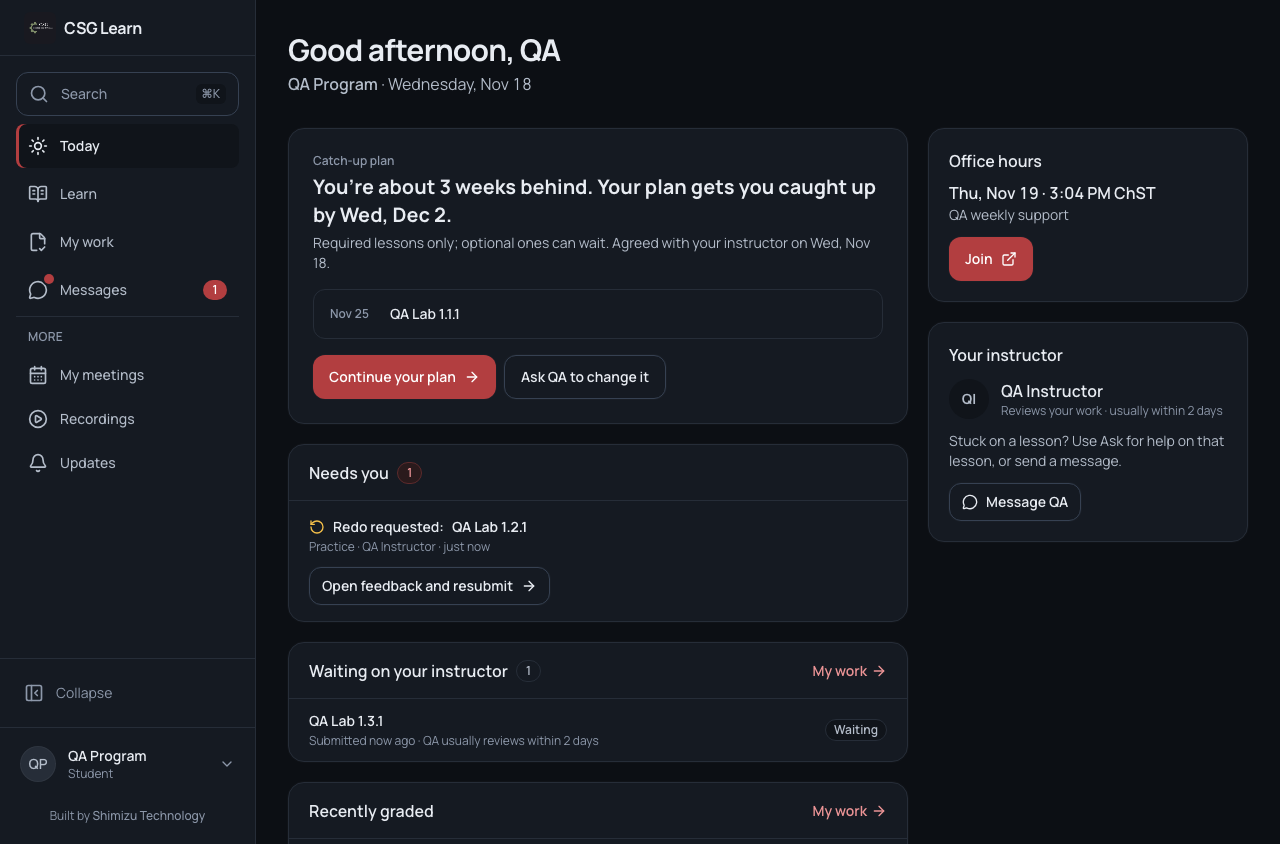 CSG Learn
Search
⌘K
Today
Learn
My work
Messages
1
MORE
My meetings
Recordings
Updates
Collapse
QP
QA Program
Student
Built by Shimizu Technology
Good afternoon, QA
QA Program · Wednesday, Nov 18
Catch-up plan
You're about 3 weeks behind. Your plan gets you caught up
by Wed, Dec 2.
Required lessons only; optional ones can wait. Agreed with your instructor on Wed, Nov
18.
Nov 25 QA Lab 1.1.1
Continue your plan →
Ask QA to change it
Needs you 1
Redo requested: QA Lab 1.2.1
Practice · QA Instructor · just now
Open feedback and resubmit →
Waiting on your instructor 1
My work →
QA Lab 1.3.1
Submitted now ago · QA usually reviews within 2 days
Waiting
Recently graded
My work →
Office hours
Thu, Nov 19 · 3:04 PM ChST
QA weekly support
Join
Your instructor
QI
QA Instructor
Reviews your work · usually within 2 days
Stuck on a lesson? Use Ask for help on that
lesson, or send a message.
Message QA